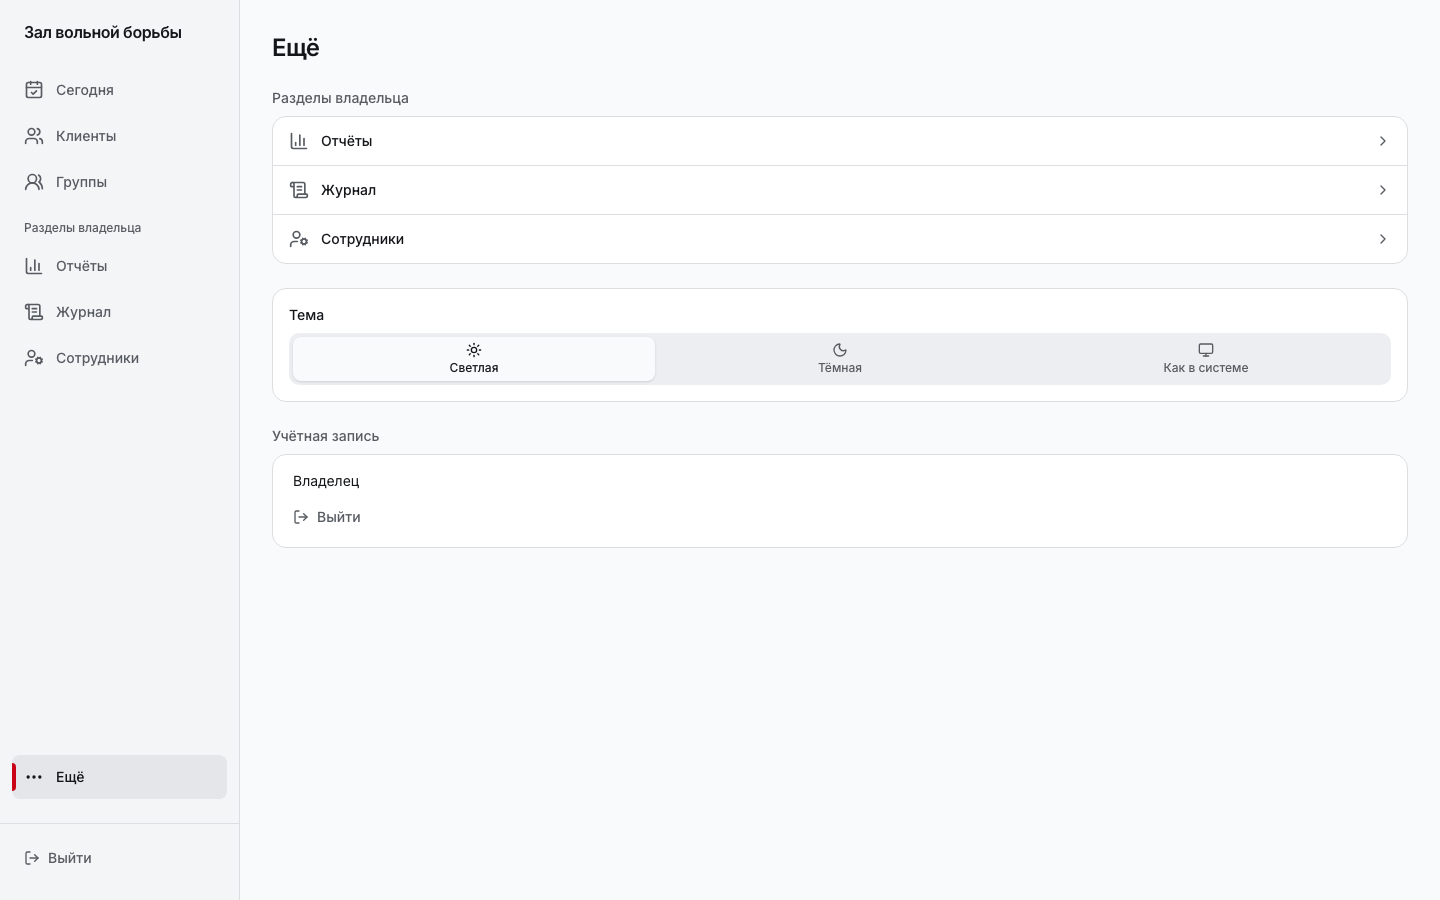 Зал вольной борьбы
Сегодня
Клиенты
Группы
Разделы владельца
Отчёты
Журнал
Сотрудники
Ещё
Выйти
Ещё
Разделы владельца
Отчёты
Журнал
Сотрудники
Тема
Светлая
Тёмная
Как в системе
Учётная запись
Владелец
Выйти